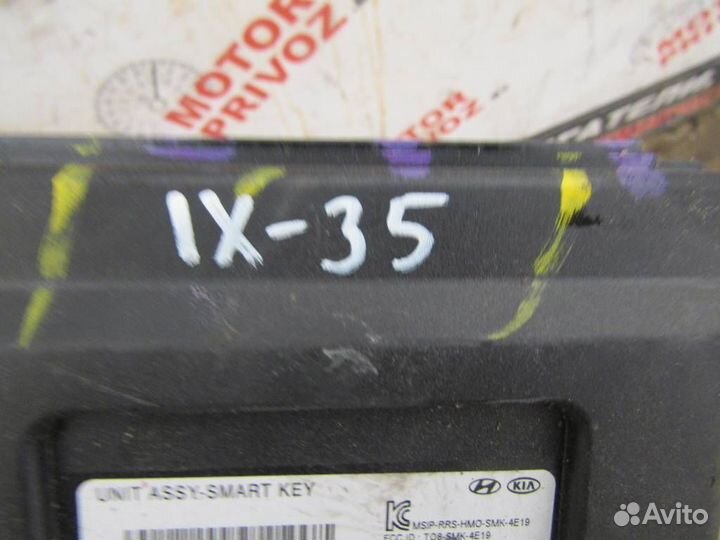 MOTOR
PRIVOZ
MOTOR
PRIVOZ
IX-35
UNIT ASSY-SMART KEY
KIA
MSIP-RRS-HMO-SMK-4E19
FCC ID : TQ8-SMK-4E19
Avito